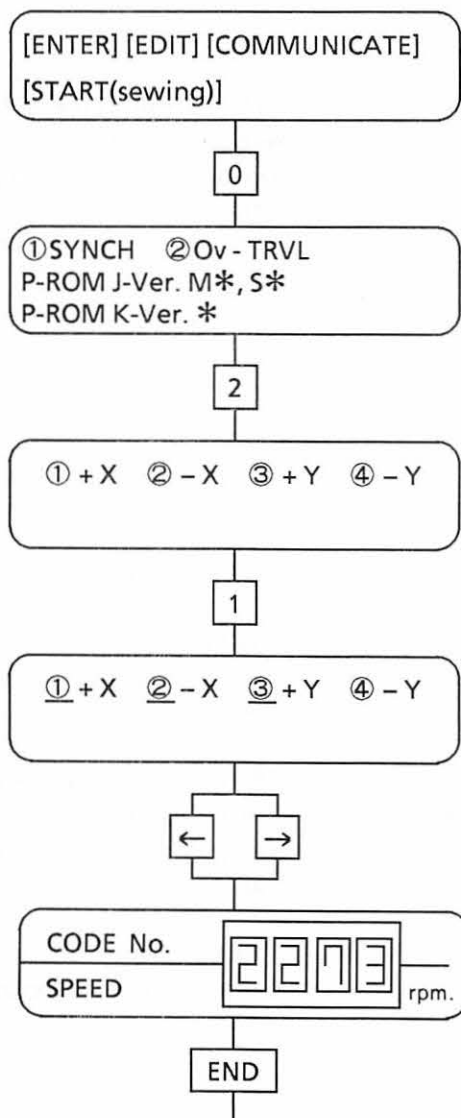 [ENTER] [EDIT] [COMMUNICATE]
[START(sewing)]
0
①SYNCH ②Ov - TRVL
P-ROM J-Ver. M*, S*
P-ROM K-Ver. *
2
① + X ② – X ③ + Y ④ – Y
1
① + X ② – X ③ + Y ④ – Y
← →
CODE No. 2273
SPEED rpm.
END